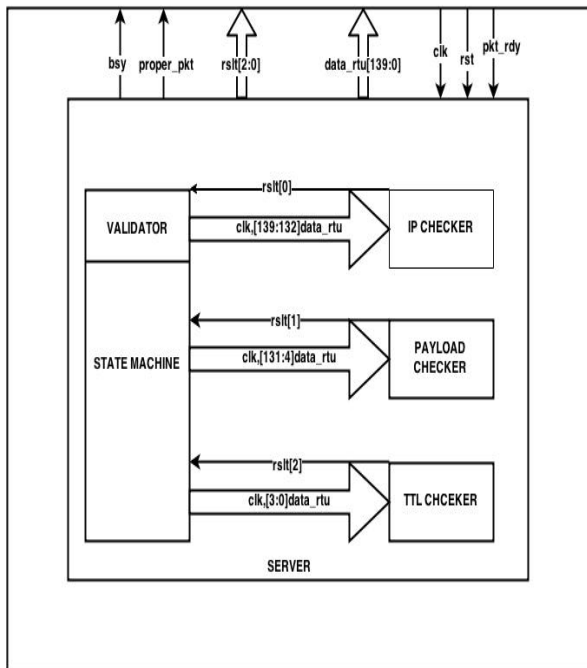 bsy
proper_pkt
rslt[2:0]
data_rtu[139:0]
clk
rst
pkt_rdy
rslt[0]
VALIDATOR
clk,[139:132]data_rtu
IP CHECKER
rslt[1]
STATE MACHINE
clk,[131:4]data_rtu
PAYLOAD
CHECKER
rslt[2]
clk,[3:0]data_rtu
TTL CHCEKER
SERVER